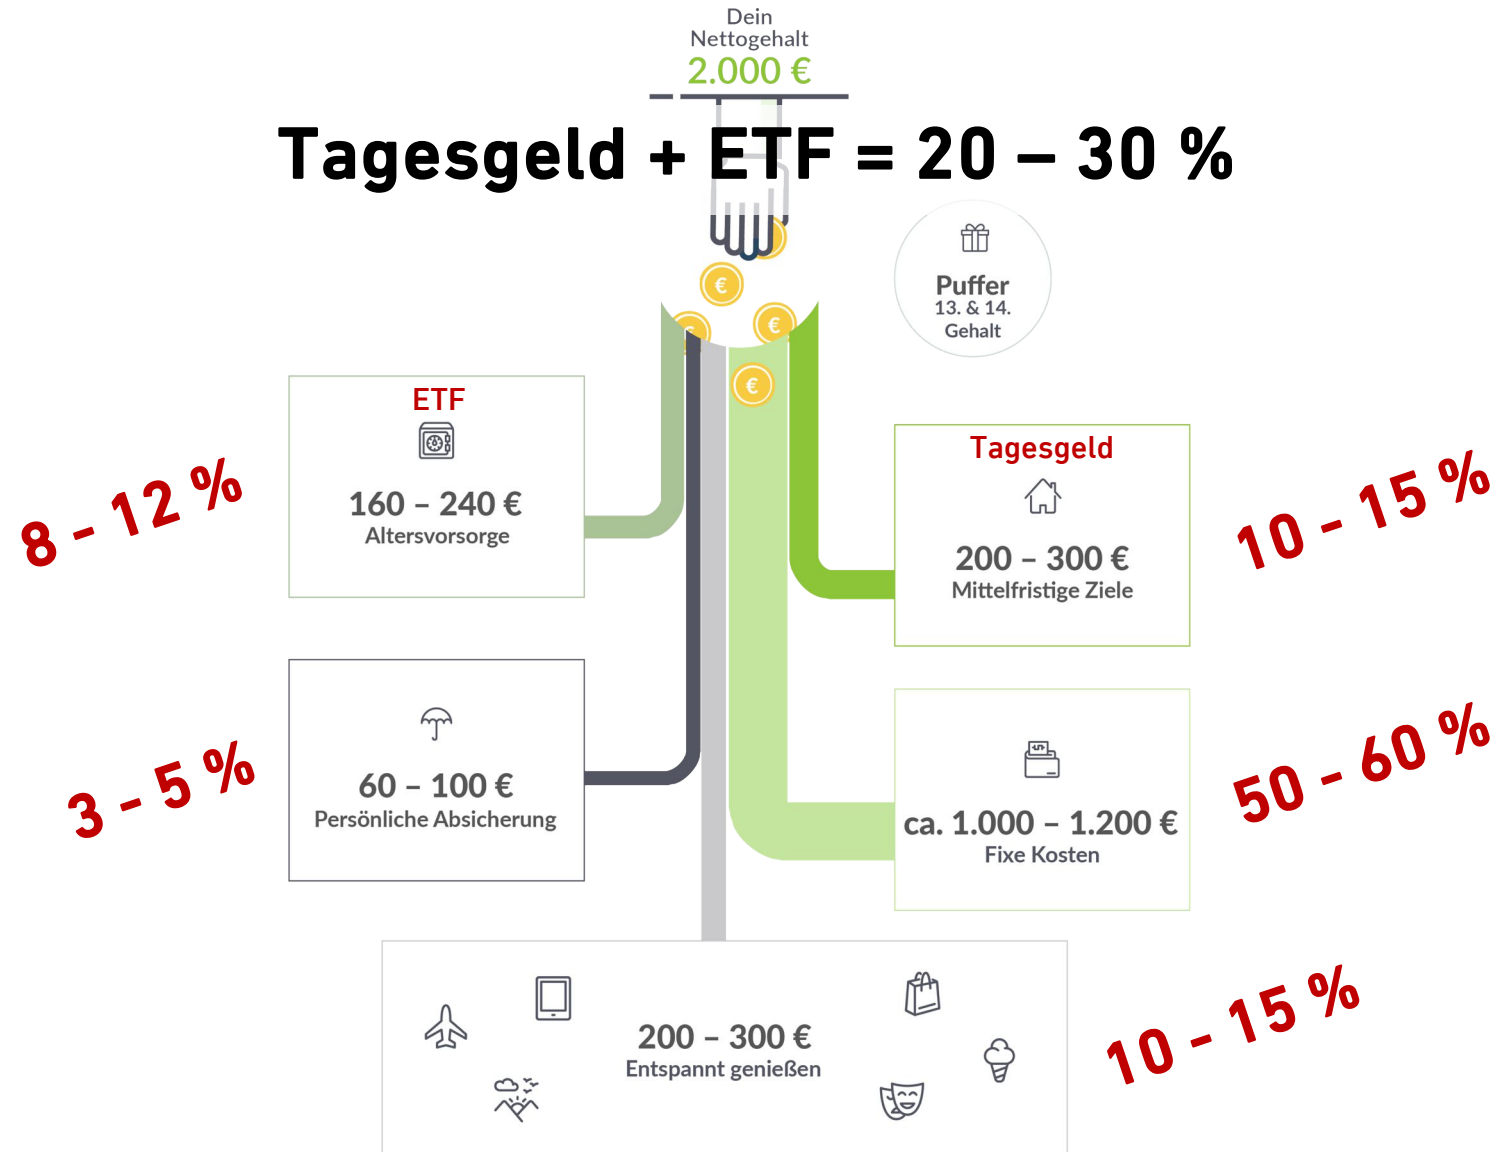 Dein
Nettogehalt
2.000 €
Tagesgeld + ETF = 20 – 30 %
Puffer
13. & 14.
Gehalt
ETF
160 – 240 €
Altersvorsorge
8 - 12 %
Tagesgeld
200 – 300 €
Mittelfristige Ziele
10 - 15 %
60 – 100 €
Persönliche Absicherung
3 - 5 %
ca. 1.000 – 1.200 €
Fixe Kosten
50 - 60 %
200 – 300 €
Entspannt genießen
10 - 15 %